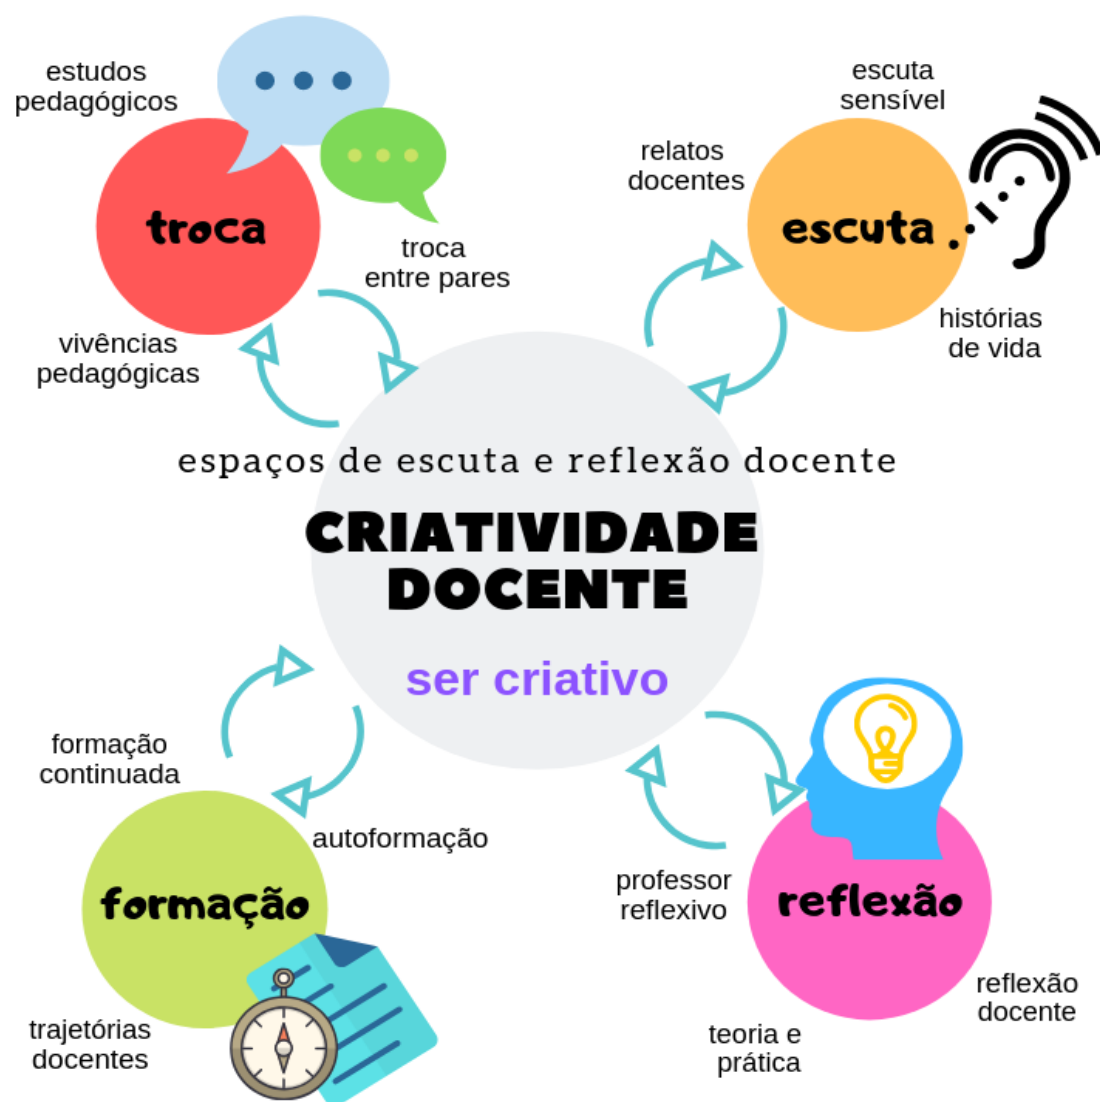 estudos
pedagógicos
troca
troca
entre pares
vivências
pedagógicas
escuta
sensível
relatos
docentes
escuta
histórias
de vida
espaços de escuta e reflexão docente
CRIATIVIDADE
DOCENTE
ser criativo
formação
continuada
autoformação
formação
trajetórias
docentes
professor
reflexivo
reflexão
reflexão
docente
teoria e
prática